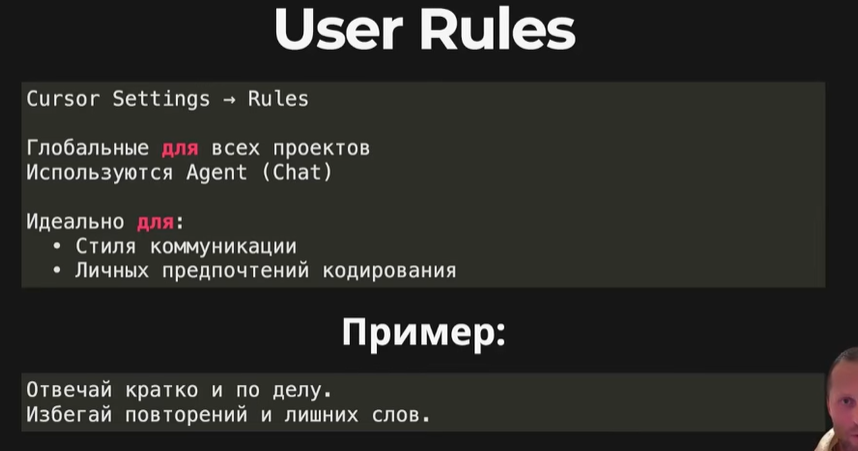 User Rules
Cursor Settings → Rules
Глобальные для всех проектов
Используются Agent (Chat)
Идеально для:
• Стиля коммуникации
• Личных предпочтений кодирования
Пример:
Отвечай кратко и по делу.
Избегай повторений и лишних слов.